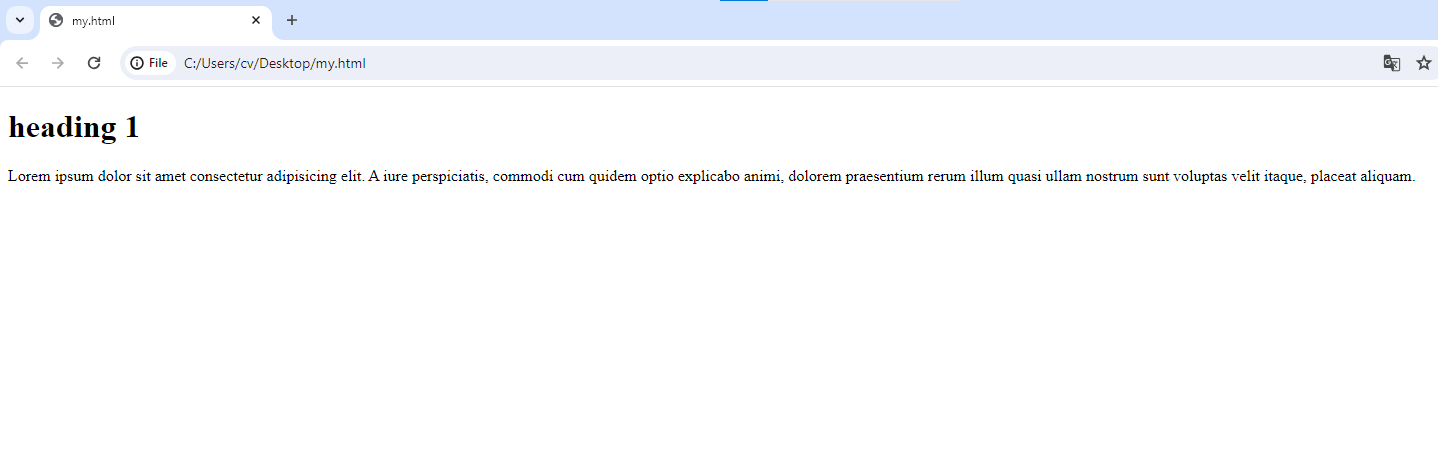 my.html
File C:/Users/cv/Desktop/my.html
heading 1
Lorem ipsum dolor sit amet consectetur adipisicing elit. A iure perspiciatis, commodi cum quidem optio explicabo animi, dolorem praesentium rerum illum quasi ullam nostrum sunt voluptas velit itaque, placeat aliquam.